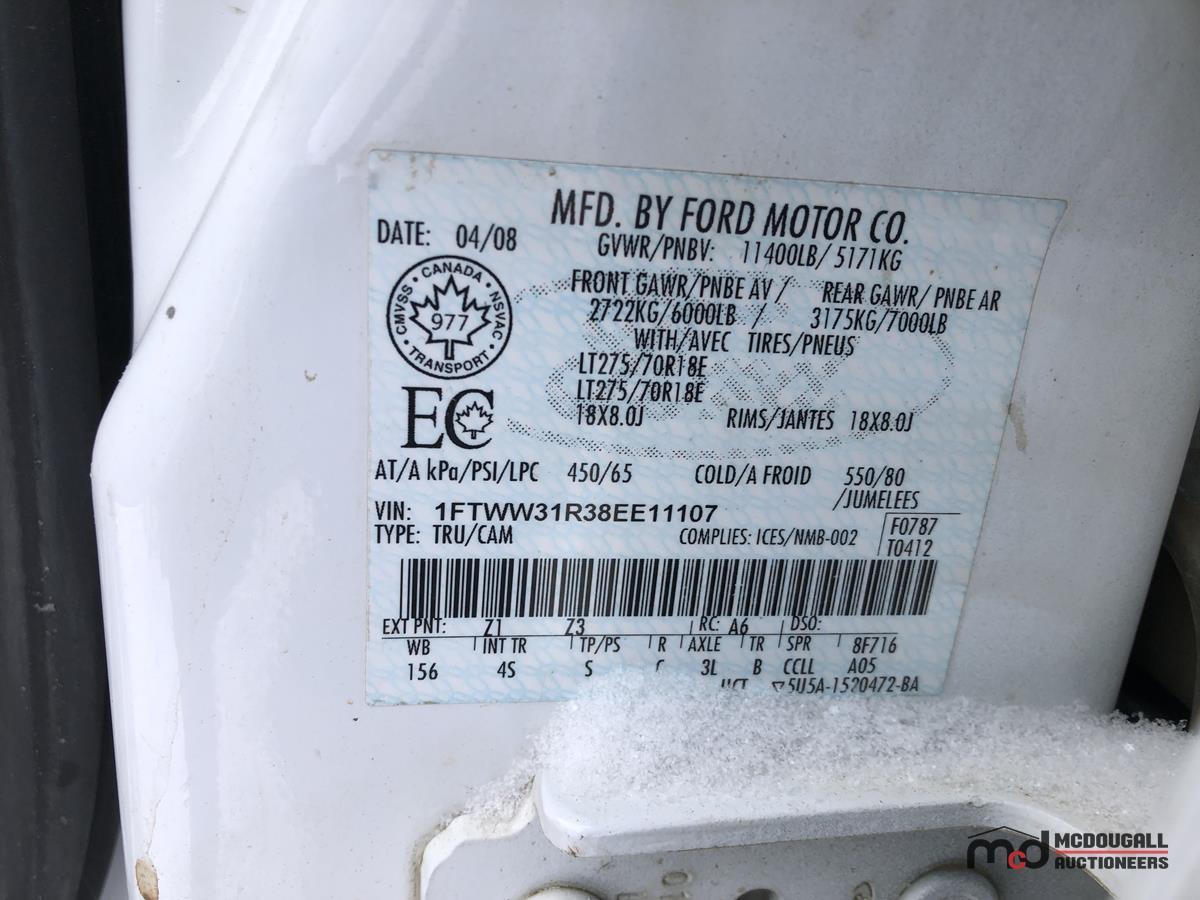 MFD. BY FORD MOTOR CO.
DATE: 04/08
GVWR/PNBV: 11400LB/ 5171KG
FRONT GAWR/PNBE AV / REAR GAWR/ PNBE AR
2722KG/6000LB / 3175KG/7000LB
WITH/AVEC TIRES/PNEUS
LT275/70R18E
LT275/70R18E
18X8.0J RIMS/JANTES 18X8.0J
CANADA
CMVSS
NSVAC
977
TRANSPORT
EC
AT/A kPa/PSI/LPC 450/65 COLD/A FROID 550/80
/JUMELEES
VIN: 1FTWW31R38EE11107
TYPE: TRU/CAM COMPLIES: ICES/NMB-002
F0787
T0412
EXT PNT: Z1 Z3 RC: A6 DSO:
WB INT TR TP/PS R AXLE TR SPR 8F716
156 4S S 3L B CCLL A05
5U5A-1520472-BA
mcd MCDOUGALL
AUCTIONEERS